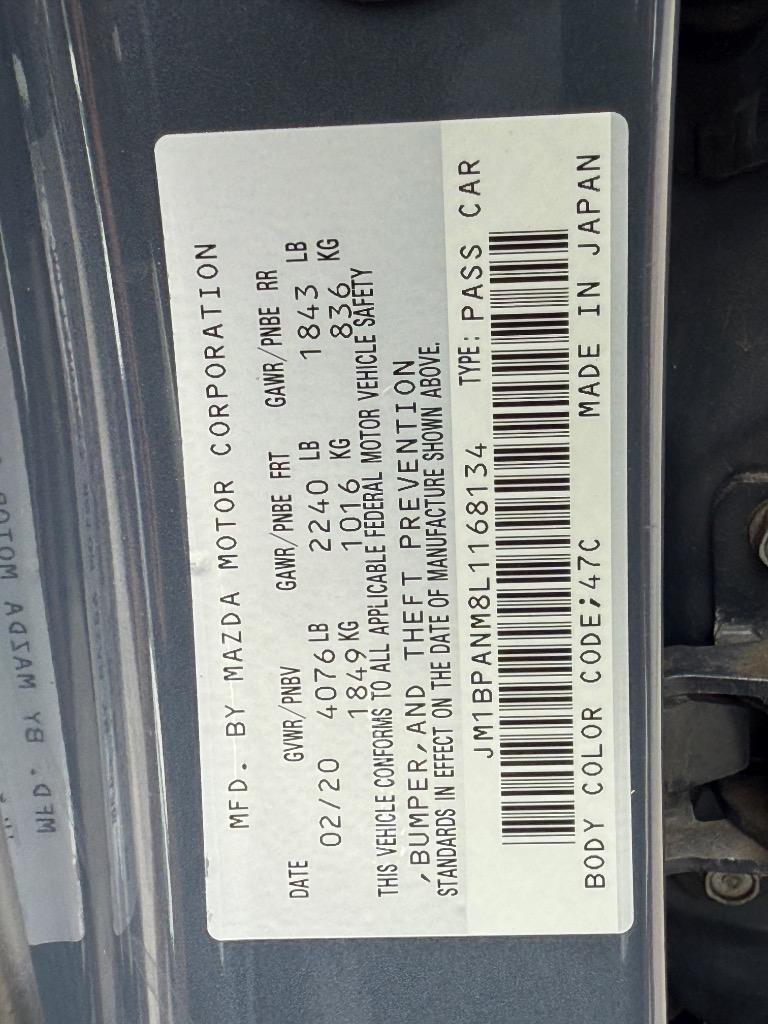 MFD. BY MAZDA MOTOR CORPORATION
DATE GVWR/PNBV GAWR/PNBE FRT GAWR/PNBE RR
02/20 4076 LB 2240 LB 1843 LB
1849 KG 1016 KG 836 KG
THIS VEHICLE CONFORMS TO ALL APPLICABLE FEDERAL MOTOR VEHICLE SAFETY
,BUMPER,AND THEFT PREVENTION
STANDARDS IN EFFECT ON THE DATE OF MANUFACTURE SHOWN ABOVE.
JM1BPANM8L1168134 TYPE: PASS CAR
BODY COLOR CODE;47C MADE IN JAPAN
MFD. BY MAZDA MOTOR